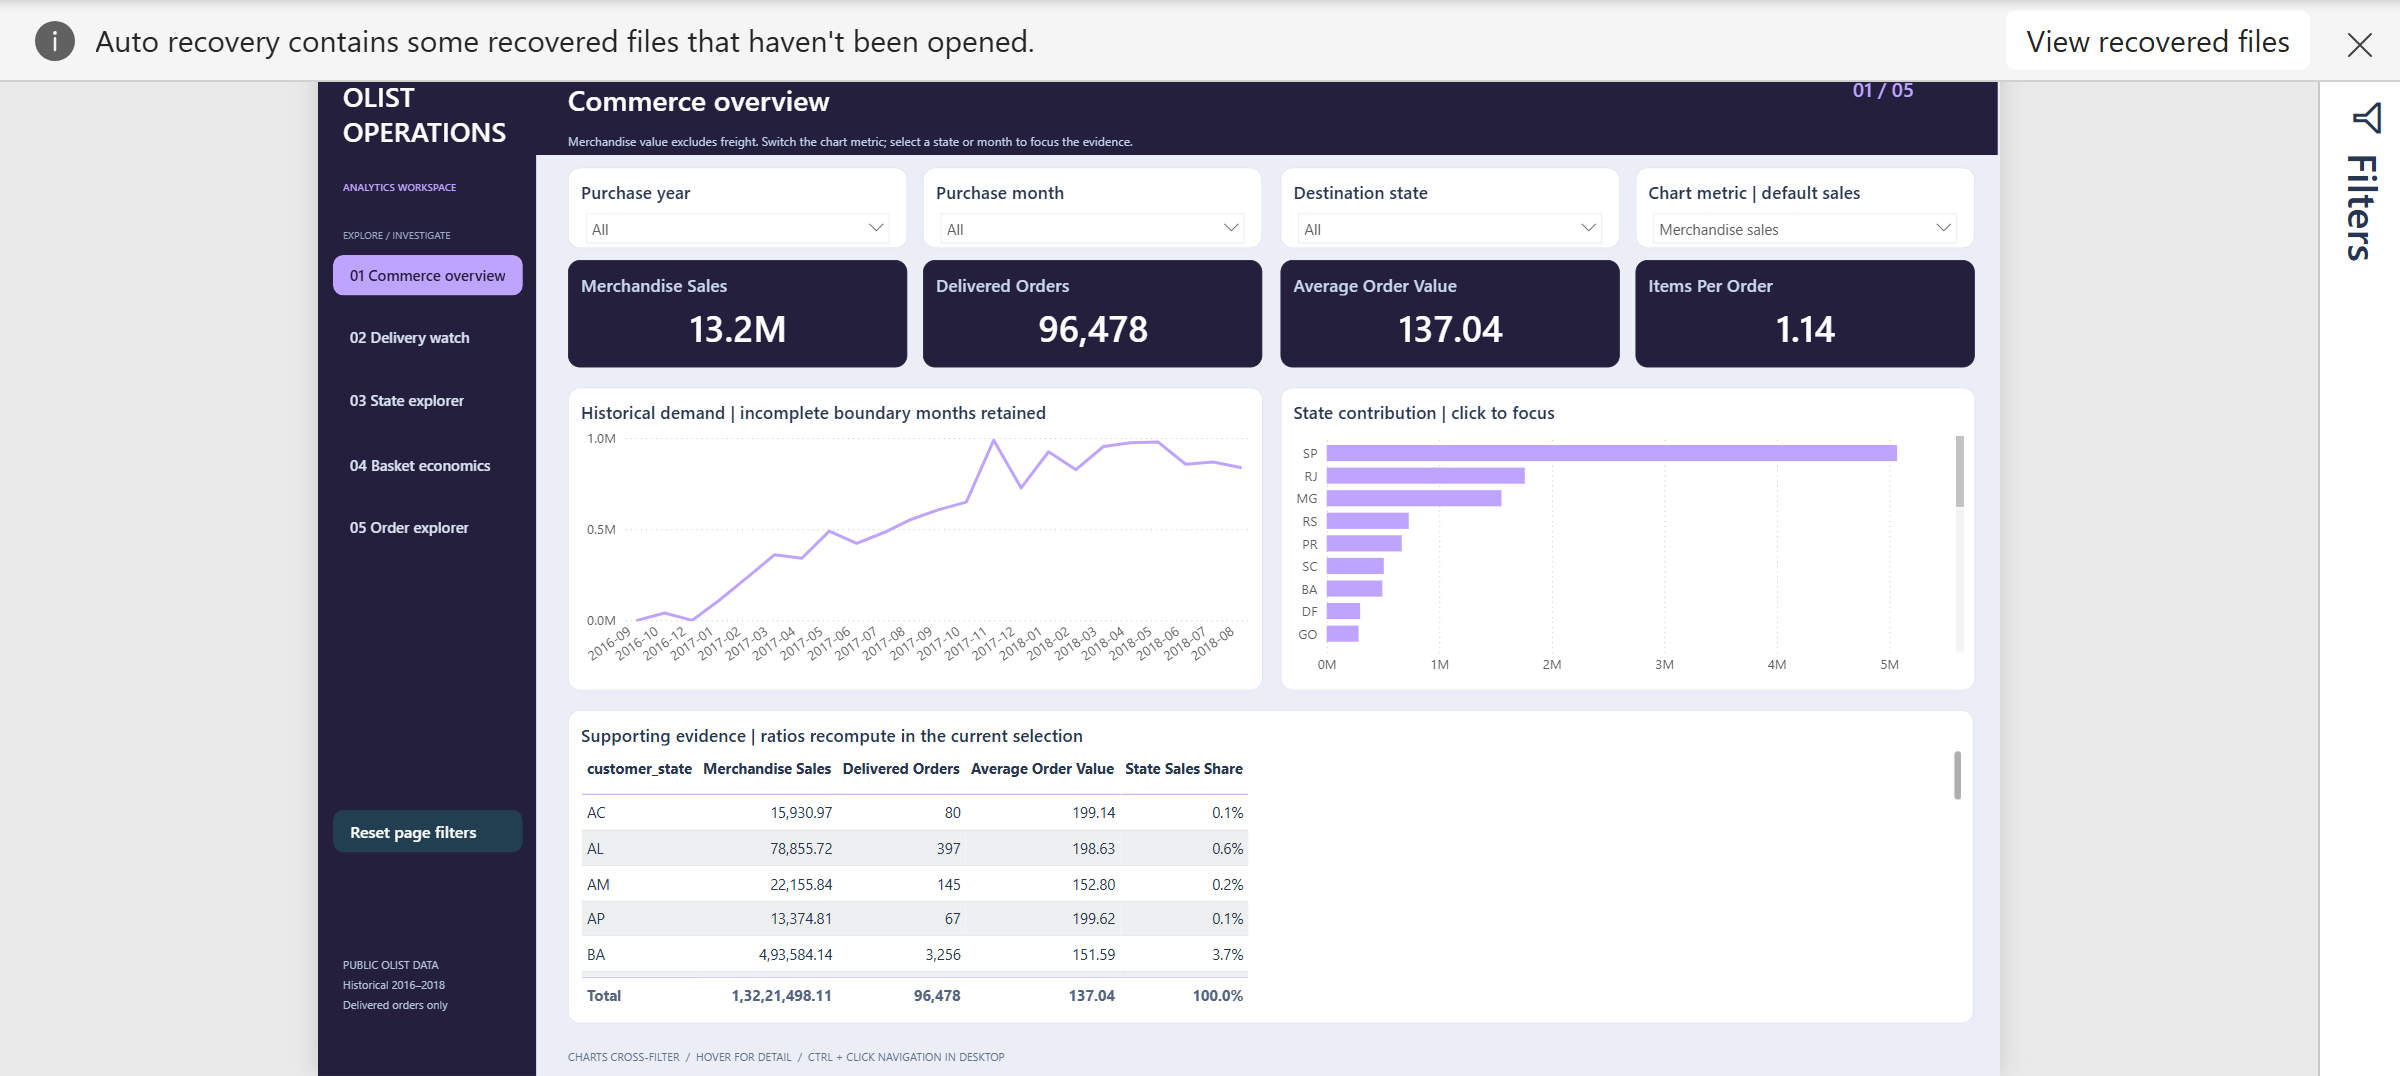 Auto recovery contains some recovered files that haven't been opened.
View recovered files
Filters
OLIST
OPERATIONS
ANALYTICS WORKSPACE
EXPLORE / INVESTIGATE
01 Commerce overview
02 Delivery watch
03 State explorer
04 Basket economics
05 Order explorer
Reset page filters
PUBLIC OLIST DATA
Historical 2016–2018
Delivered orders only
Commerce overview
01 / 05
Merchandise value excludes freight. Switch the chart metric; select a state or month to focus the evidence.
Purchase year
All
Purchase month
All
Destination state
All
Chart metric | default sales
Merchandise sales
Merchandise Sales
13.2M
Delivered Orders
96,478
Average Order Value
137.04
Items Per Order
1.14
Historical demand | incomplete boundary months retained
1.0M
0.5M
0.0M
2016-09 2016-10 2016-12 2017-01 2017-02 2017-03 2017-04 2017-05 2017-06 2017-07 2017-08 2017-09 2017-10 2017-11 2017-12 2018-01 2018-02 2018-03 2018-04 2018-05 2018-06 2018-07 2018-08
State contribution | click to focus
SP
RJ
MG
RS
PR
SC
BA
DF
GO
0M 1M 2M 3M 4M 5M
Supporting evidence | ratios recompute in the current selection
customer_state Merchandise Sales Delivered Orders Average Order Value State Sales Share
AC 15,930.97 80 199.14 0.1%
AL 78,855.72 397 198.63 0.6%
AM 22,155.84 145 152.80 0.2%
AP 13,374.81 67 199.62 0.1%
BA 4,93,584.14 3,256 151.59 3.7%
Total 1,32,21,498.11 96,478 137.04 100.0%
CHARTS CROSS-FILTER / HOVER FOR DETAIL / CTRL + CLICK NAVIGATION IN DESKTOP